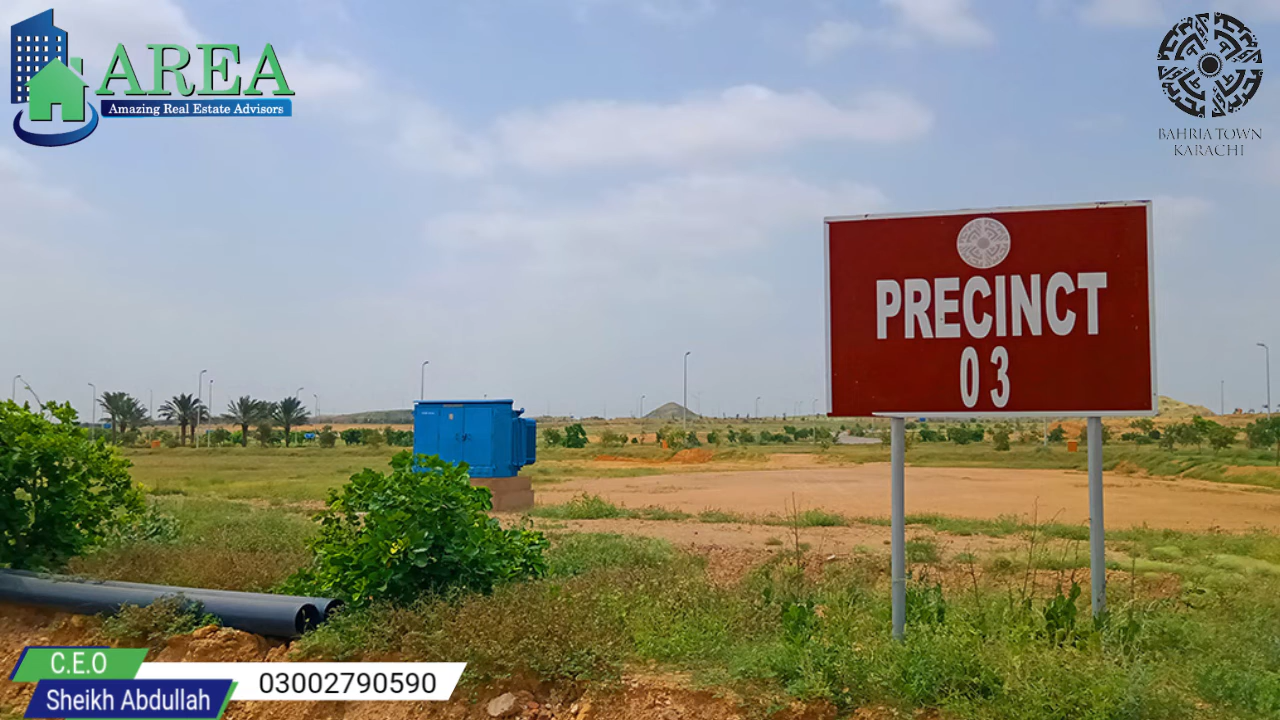 AREA
Amazing Real Estate Advisors
BAHRIA TOWN
KARACHI
PRECINCT
03
C.E.O
Sheikh Abdullah
03002790590